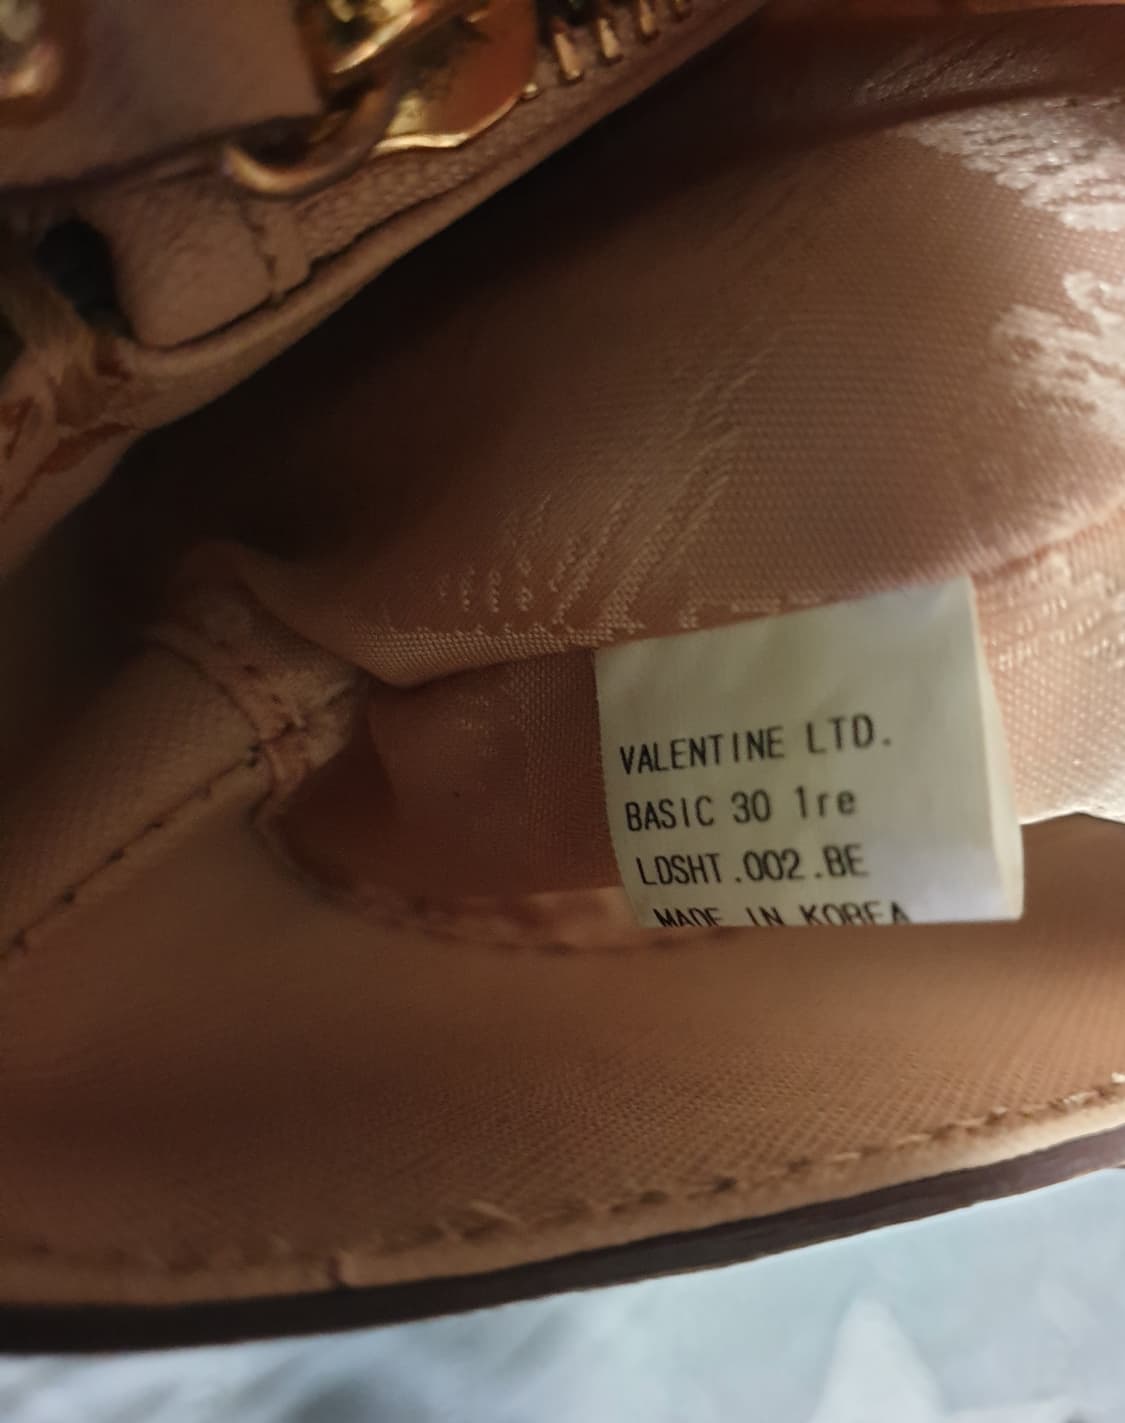 VALENTINE LTD.
BASIC 30 1re
LDSHT.002.BE
MADE IN KOREA